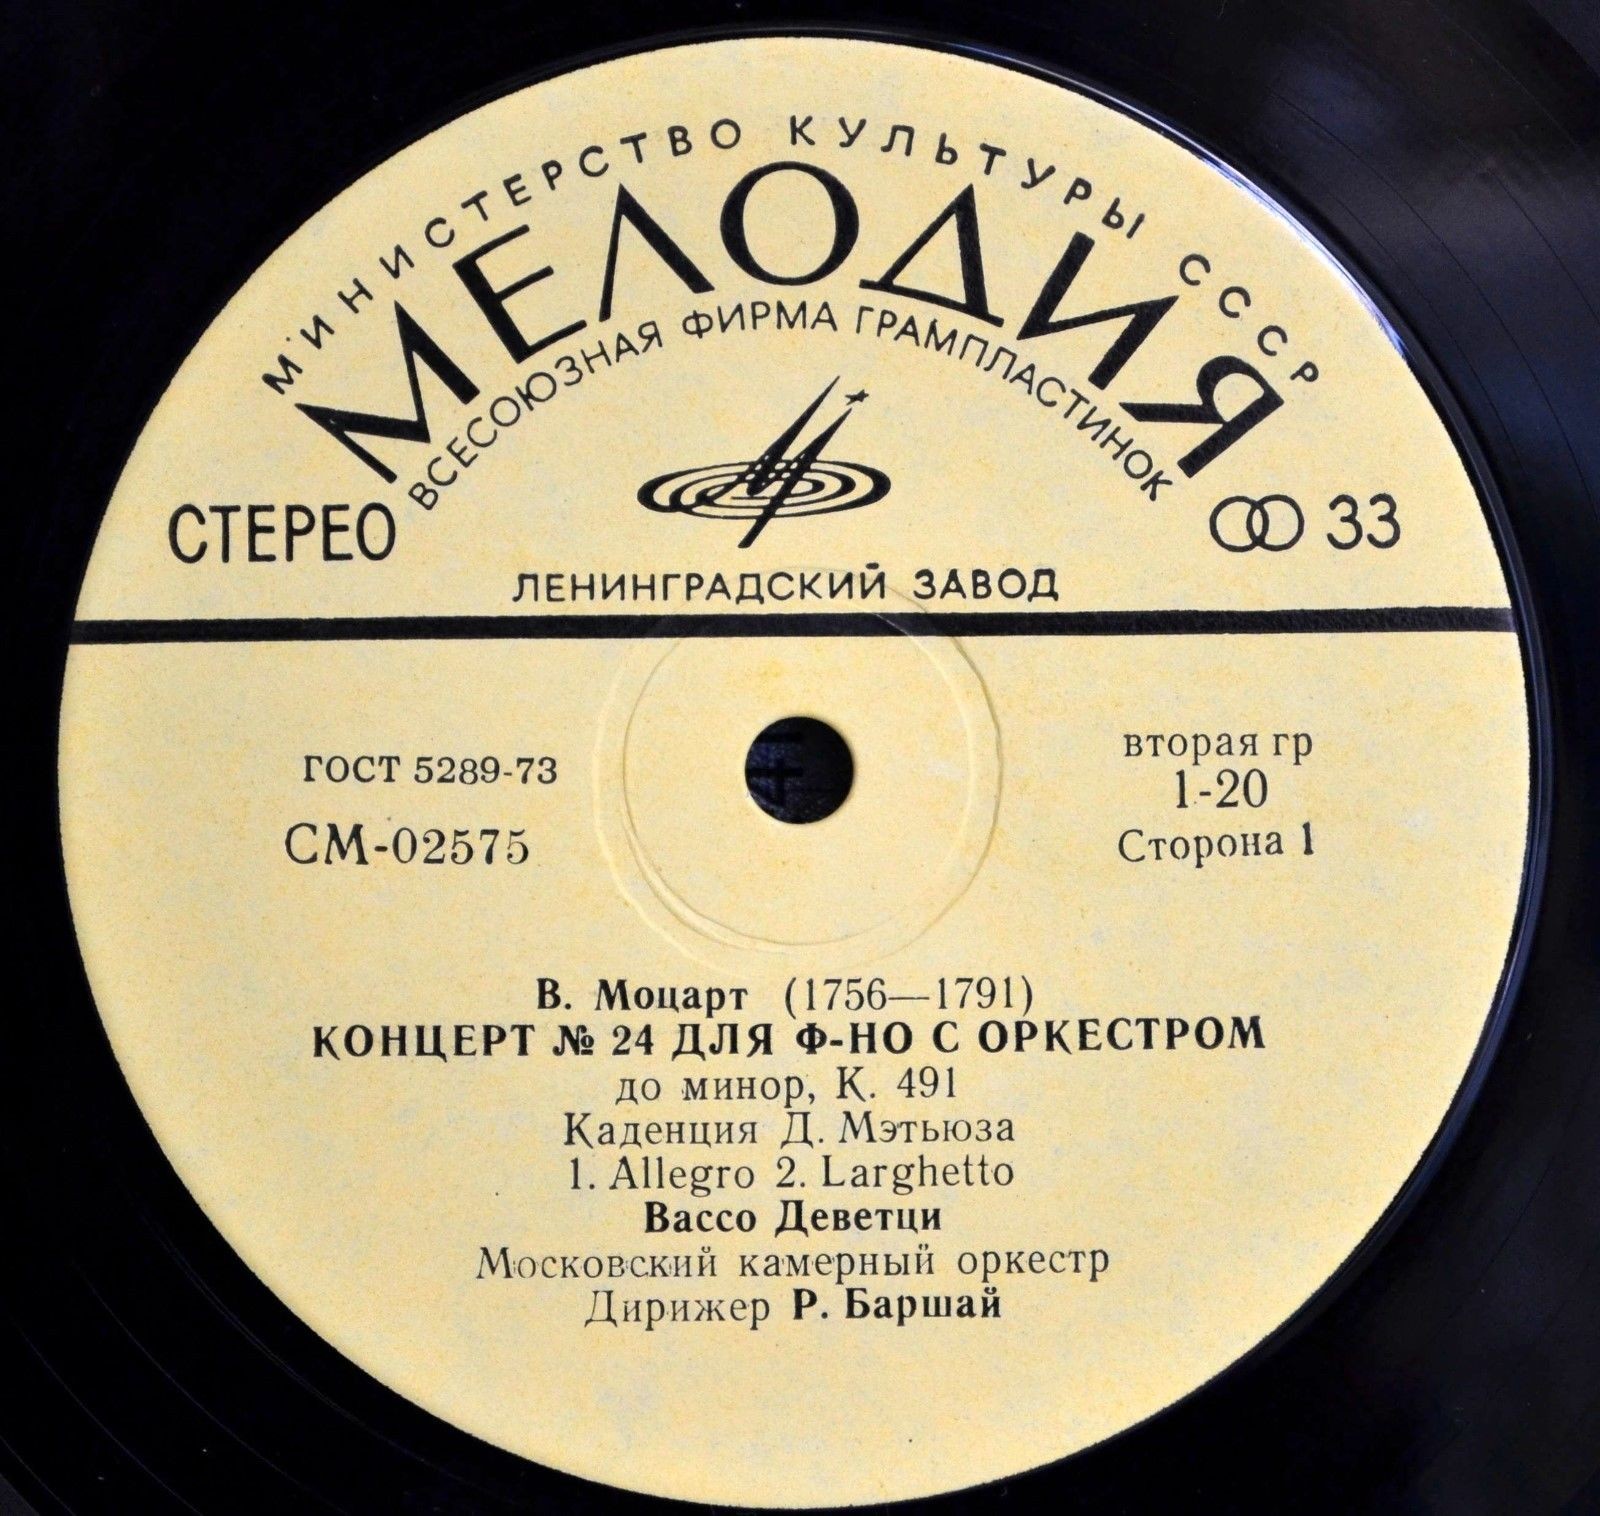 МИНИСТЕРСТВО КУЛЬТУРЫ СССР
МЕЛОДИЯ
ВСЕСОЮЗНАЯ ФИРМА ГРАМПЛАСТИНОК
СТЕРЕО
33
ЛЕНИНГРАДСКИЙ ЗАВОД
ГОСТ 5289-73
СМ-02575
вторая гр
1-20
Сторона 1
В. Моцарт (1756—1791)
КОНЦЕРТ № 24 ДЛЯ Ф-НО С ОРКЕСТРОМ
до минор, К. 491
Каденция Д. Мэтьюза
1. Allegro 2. Larghetto
Вассо Деветци
Московский камерный оркестр
Дирижер Р. Баршай